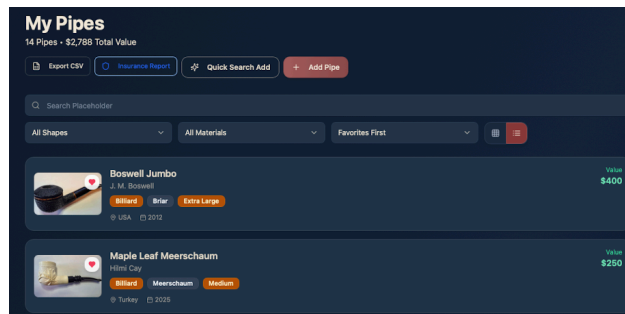 My Pipes
14 Pipes • $2,788 Total Value
Export CSV Insurance Report Quick Search Add + Add Pipe
Search Placeholder
All Shapes All Materials Favorites First
Boswell Jumbo
J. M. Boswell
Billiard Briar Extra Large
USA 2012
Value
$400
Maple Leaf Meerschaum
Hilmi Cay
Billiard Meerschaum Medium
Turkey 2025
Value
$250